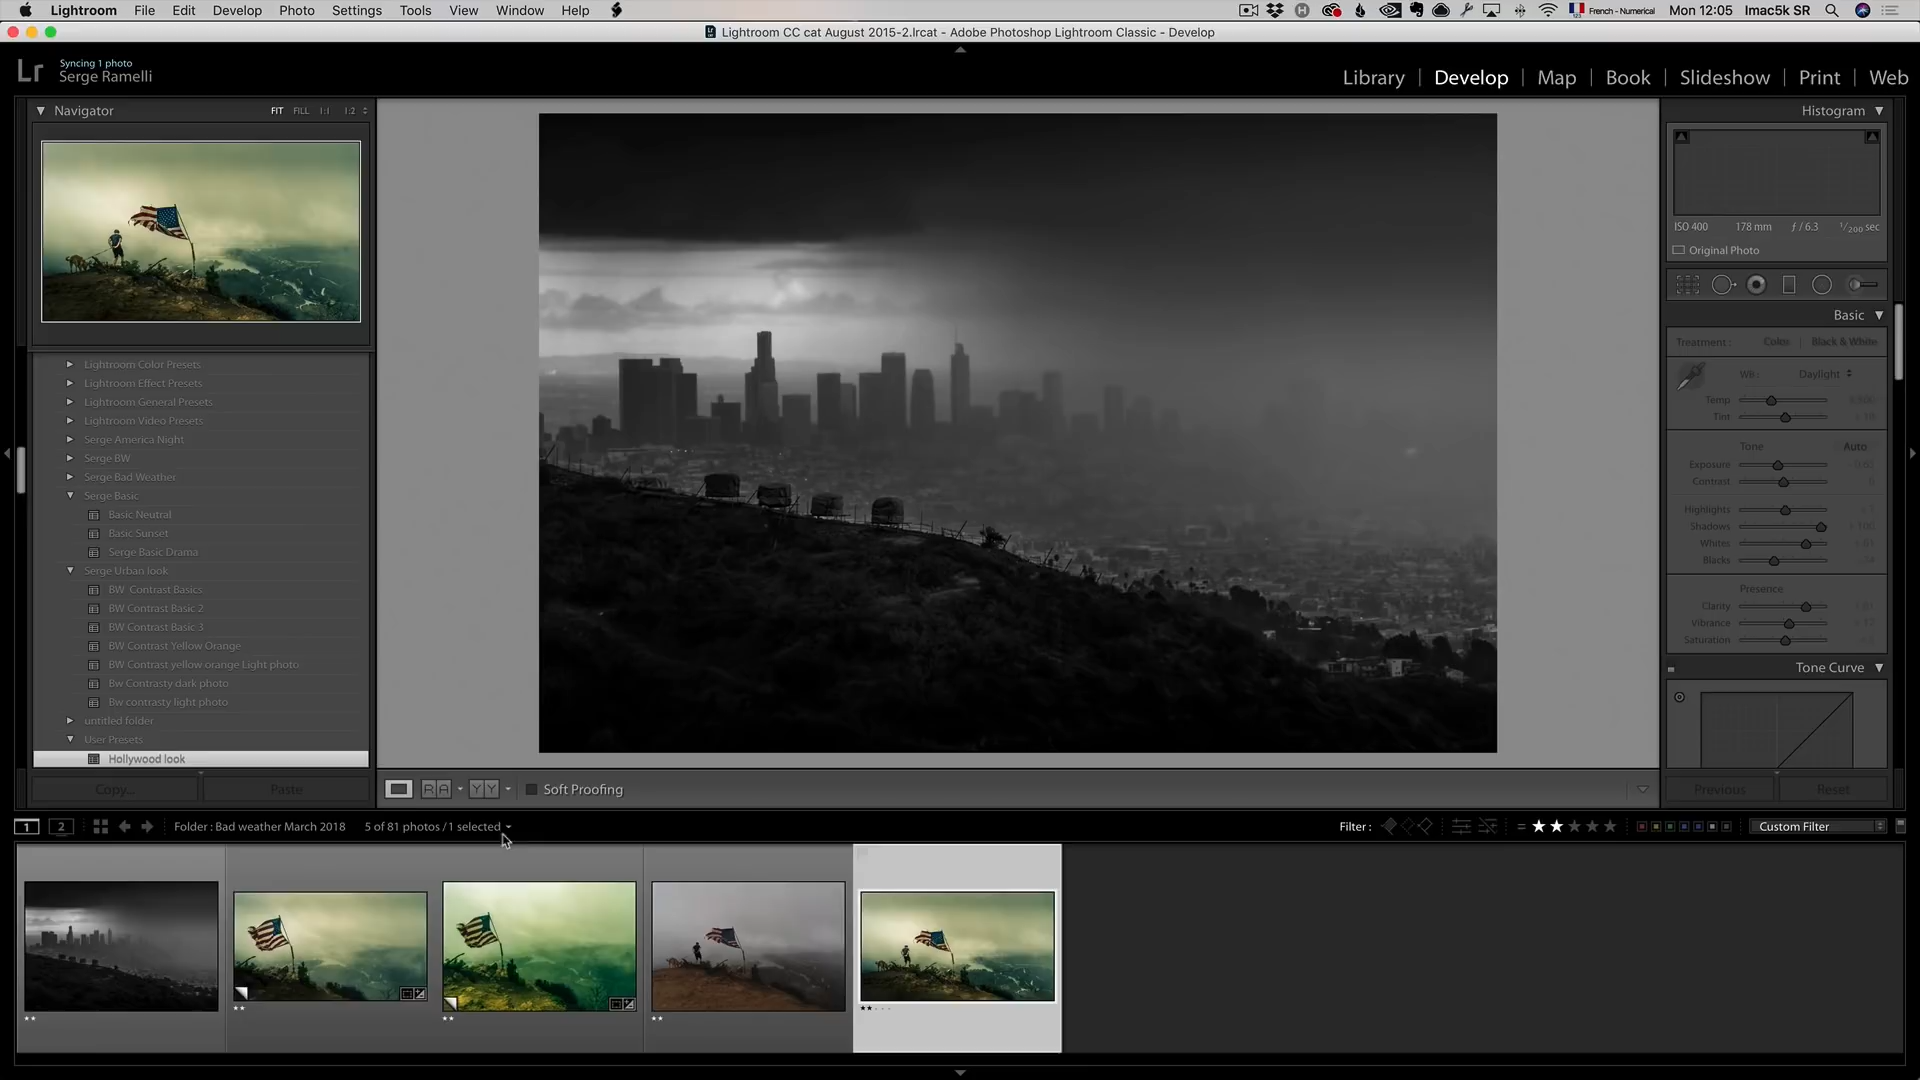 Lightroom File Edit Develop Photo Settings Tools View Window Help French - Numerical Mon 12:05 Imac5k SR
Lightroom CC cat August 2015-2.lrcat - Adobe Photoshop Lightroom Classic - Develop
Lr Syncing 1 photo
Serge Ramelli
Library | Develop | Map | Book | Slideshow | Print | Web
Navigator FIT FILL 1:1 1:2
Lightroom Color Presets
Lightroom Effect Presets
Lightroom General Presets
Lightroom Video Presets
Serge America Night
Serge BW
Serge Bad Weather
Serge Basic
Basic Neutral
Basic Sunset
Serge Basic Drama
Serge Urban look
BW Contrast Basics
BW Contrast Basic 2
BW Contrast Basic 3
BW Contrast Yellow Orange
BW Contrast yellow orange Light photo
Bw Contrasty dark photo
Bw contrasty light photo
untitled folder
User Presets
Hollywood look
Copy... Paste
RA YY Soft Proofing
Histogram
ISO 400 178 mm ƒ / 6.3 1/200 sec
Original Photo
Basic
Treatment : Color | Black & White
WB : Daylight
Temp
Tint
Tone Auto
Exposure
Contrast
Highlights
Shadows + 100
Whites
Blacks
Presence
Clarity
Vibrance
Saturation
Tone Curve
Previous Reset
1 2 Folder : Bad weather March 2018 5 of 81 photos / 1 selected Filter : Custom Filter